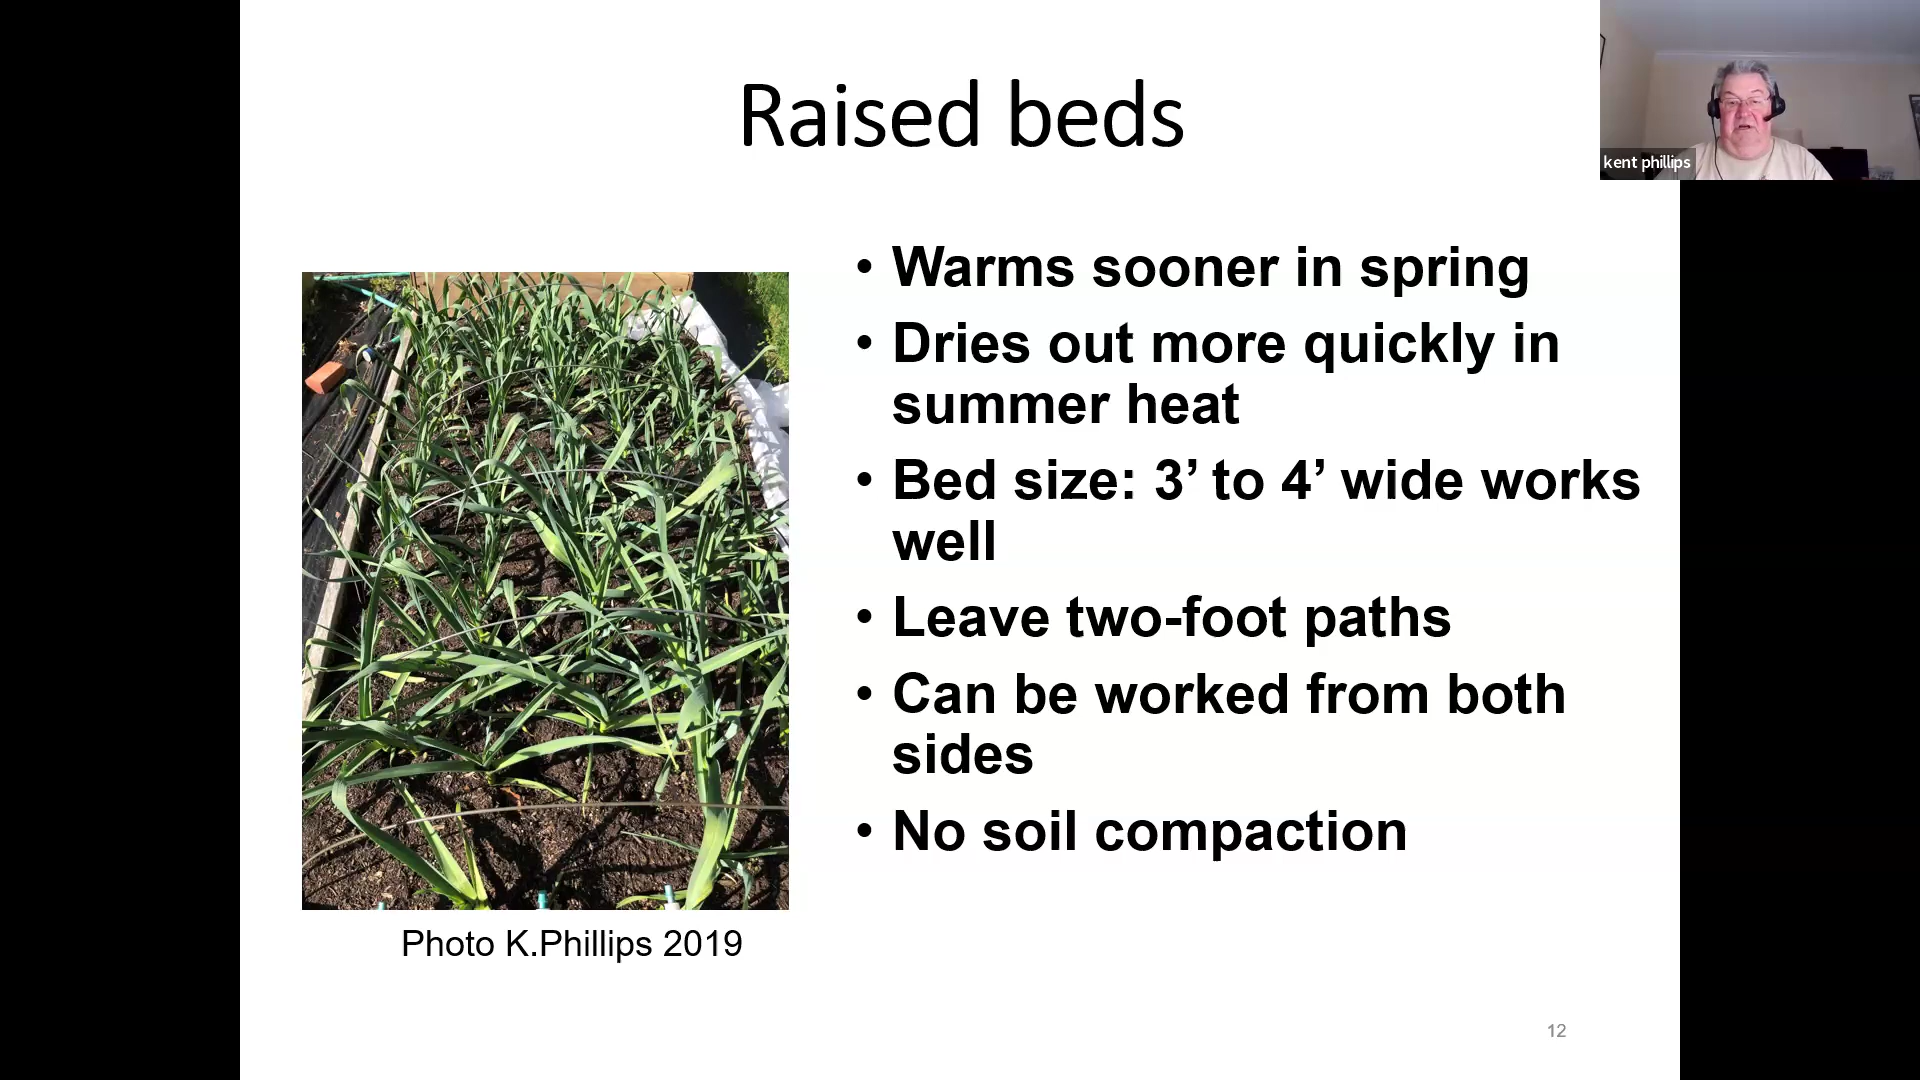 Raised beds
kent phillips
• Warms sooner in spring
• Dries out more quickly in
summer heat
• Bed size: 3’ to 4’ wide works
well
• Leave two-foot paths
• Can be worked from both
sides
• No soil compaction
Photo K.Phillips 2019
12